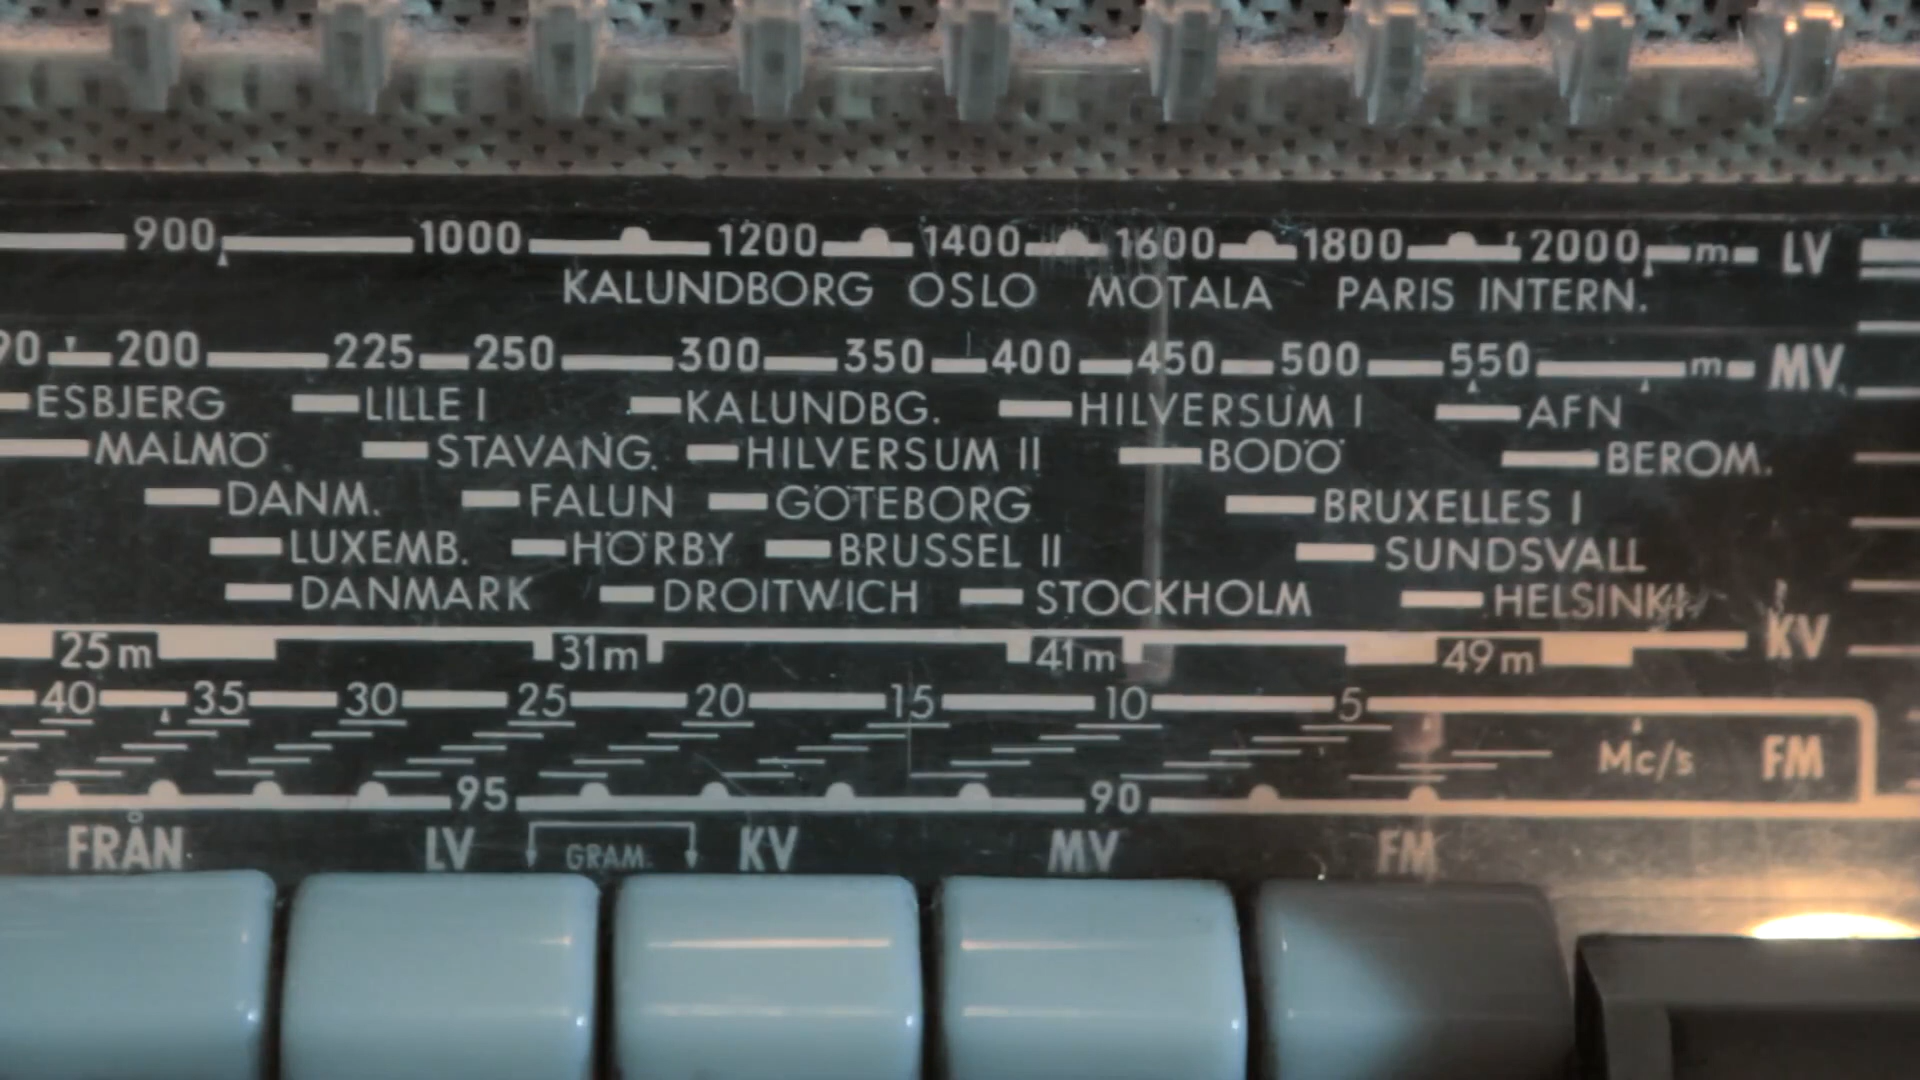 900 1000 1200 1400 1600 1800 2000 m LV
KALUNDBORG OSLO MOTALA PARIS INTERN.
90 200 225 250 300 350 400 450 500 550 m MV
ESBJERG LILLE I KALUNDBG. HILVERSUM I AFN
MALMÖ STAVANG. HILVERSUM II BODÖ BEROM.
DANM. FALUN GÖTEBORG BRUXELLES I
LUXEMB. HÖRBY BRUSSEL II SUNDSVALL
DANMARK DROITWICH STOCKHOLM HELSINKI
25m 31m 41m 49m KV
40 35 30 25 20 15 10 5
Mc/s FM
95 90
FRÅN LV GRAM. KV MV FM